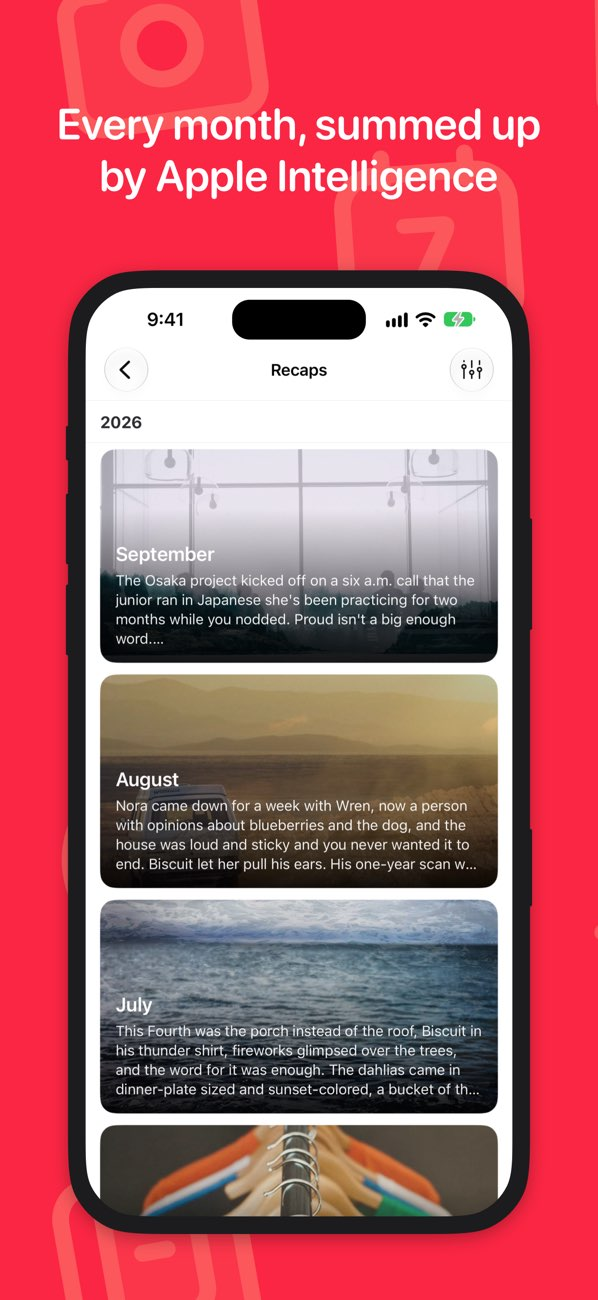 Every month, summed up
by Apple Intelligence
9:41
Recaps
2026
September
The Osaka project kicked off on a six a.m. call that the
junior ran in Japanese she's been practicing for two
months while you nodded. Proud isn't a big enough
word....
August
Nora came down for a week with Wren, now a person
with opinions about blueberries and the dog, and the
house was loud and sticky and you never wanted it to
end. Biscuit let her pull his ears. His one-year scan w...
July
This Fourth was the porch instead of the roof, Biscuit in
his thunder shirt, fireworks glimpsed over the trees,
and the word for it was enough. The dahlias came in
dinner-plate sized and sunset-colored, a bucket of th...